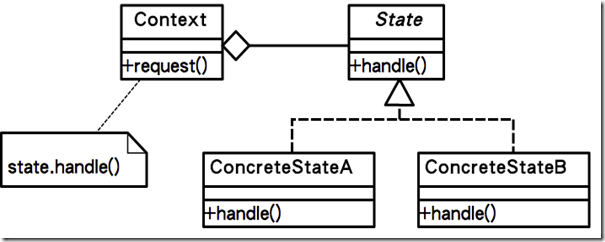 Context
+request()
State
+handle()
state.handle()
ConcreteStateA
+handle()
ConcreteStateB
+handle()